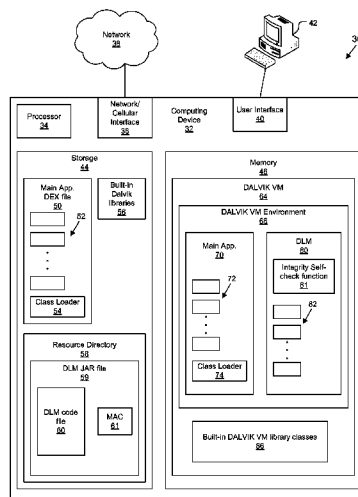 Network
38
42
30
Processor
34
Network/
Cellular
Interface
36
Computing
Device
32
User Interface
40
Storage
44
Main App.
DEX file
50
52
Class Loader
54
Built-in
Dalvik
libraries
56
Resource Directory
58
DLM JAR file
59
DLM code
file
60
MAC
61
Memory
46
DALVIK VM
64
DALVIK VM Environment
66
Main App.
70
72
Class Loader
74
DLM
80
Integrity Self-
check function
81
82
Built-in DALVIK VM library classes
86